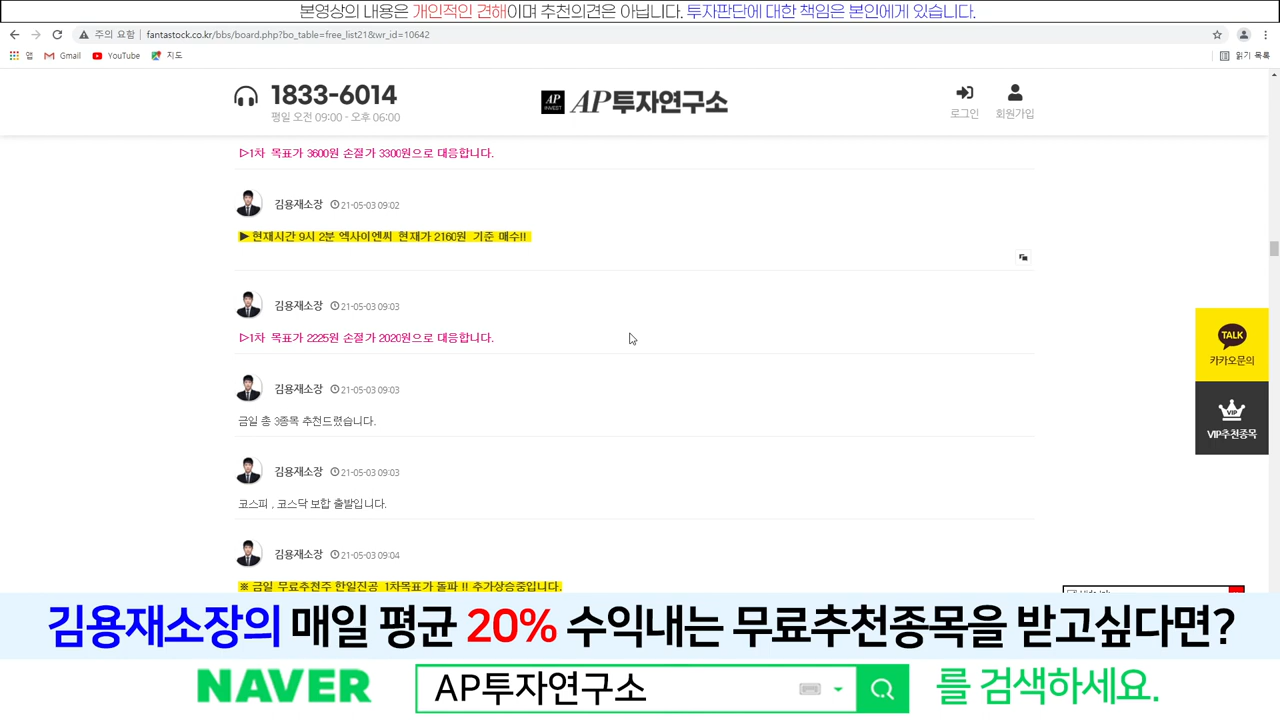 본영상의 내용은 개인적인 견해이며 추천의견은 아닙니다. 투자판단에 대한 책임은 본인에게 있습니다.
주의 요함 | fantastock.co.kr/bbs/board.php?bo_table=free_list21&wr_id=10642
앱 Gmail YouTube 지도 읽기 목록
1833-6014
평일 오전 09:00 - 오후 06:00
AP INVEST AP투자연구소
로그인 회원가입
▷1차 목표가 3600원 손절가 3300원으로 대응합니다.
김용재소장 21-05-03 09:02
▶ 현재시간 9시 2분 엑사이엔씨 현재가 2160원 기준 매수!!
김용재소장 21-05-03 09:03
▷1차 목표가 2225원 손절가 2020원으로 대응합니다.
TALK
카카오문의
김용재소장 21-05-03 09:03
금일 총 3종목 추천드렸습니다.
VIP
VIP추천종목
김용재소장 21-05-03 09:03
코스피 , 코스닥 보합 출발입니다.
김용재소장 21-05-03 09:04
※ 금일 무료추천주 한일진공 1차목표가 돌파 !! 추가상승중입니다.
김용재소장의 매일 평균 20% 수익내는 무료추천종목을 받고싶다면?
NAVER AP투자연구소 를 검색하세요.